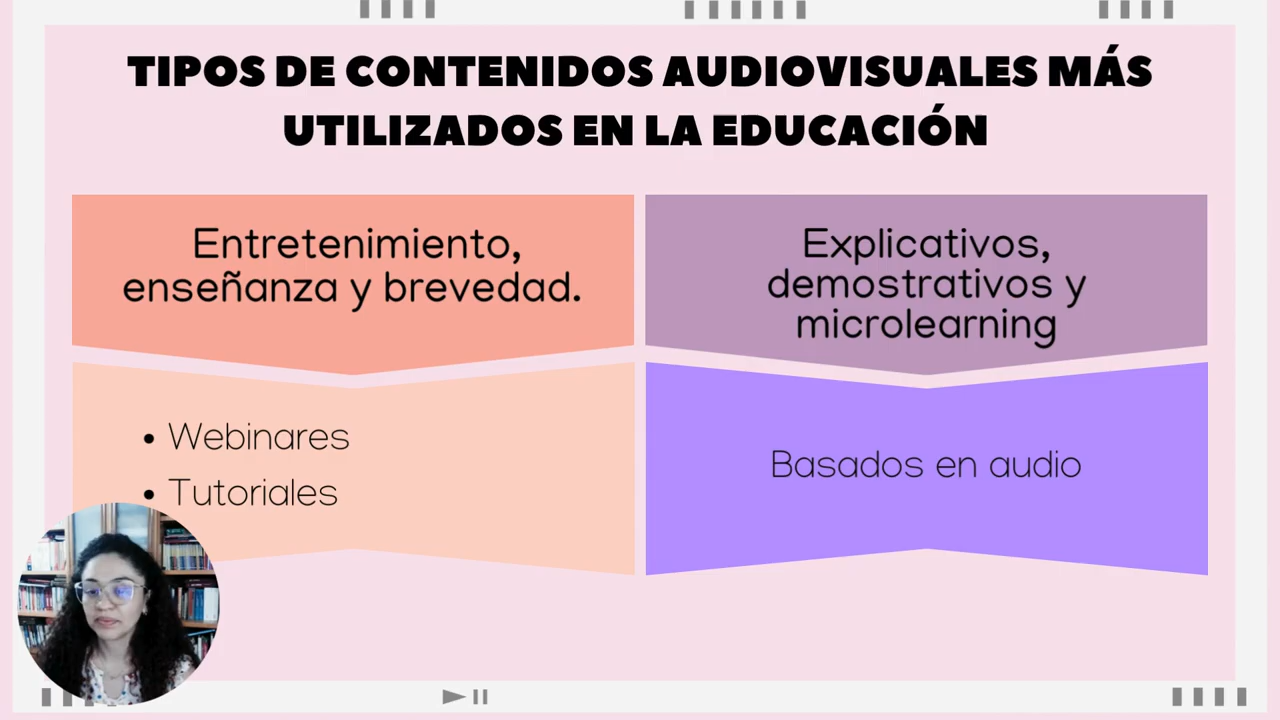 TIPOS DE CONTENIDOS AUDIOVISUALES MÁS
UTILIZADOS EN LA EDUCACIÓN
Entretenimiento,
enseñanza y brevedad.
Explicativos,
demostrativos y
microlearning
• Webinares
• Tutoriales
Basados en audio